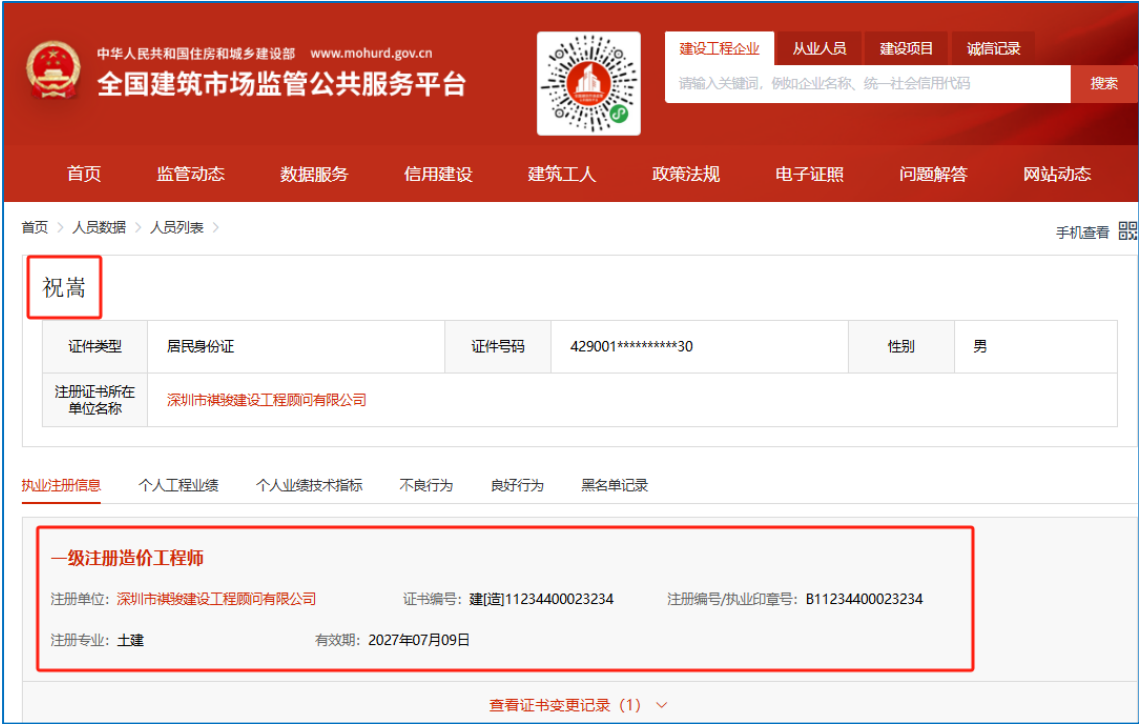 中华人民共和国住房和城乡建设部 www.mohurd.gov.cn
全国建筑市场监管公共服务平台
建设工程企业 从业人员 建设项目 诚信记录
请输入关键词，例如企业名称、统一社会信用代码 搜索
首页 监管动态 数据服务 信用建设 建筑工人 政策法规 电子证照 问题解答 网站动态
首页 > 人员数据 > 人员列表 >
手机查看
祝嵩
证件类型 居民身份证 证件号码 429001**********30 性别 男
注册证书所在
单位名称
深圳市祺骏建设工程顾问有限公司
执业注册信息 个人工程业绩 个人业绩技术指标 不良行为 良好行为 黑名单记录
一级注册造价工程师
注册单位：深圳市祺骏建设工程顾问有限公司 证书编号：建[造]11234400023234 注册编号/执业印章号：B11234400023234
注册专业：土建 有效期：2027年07月09日
查看证书变更记录（1）